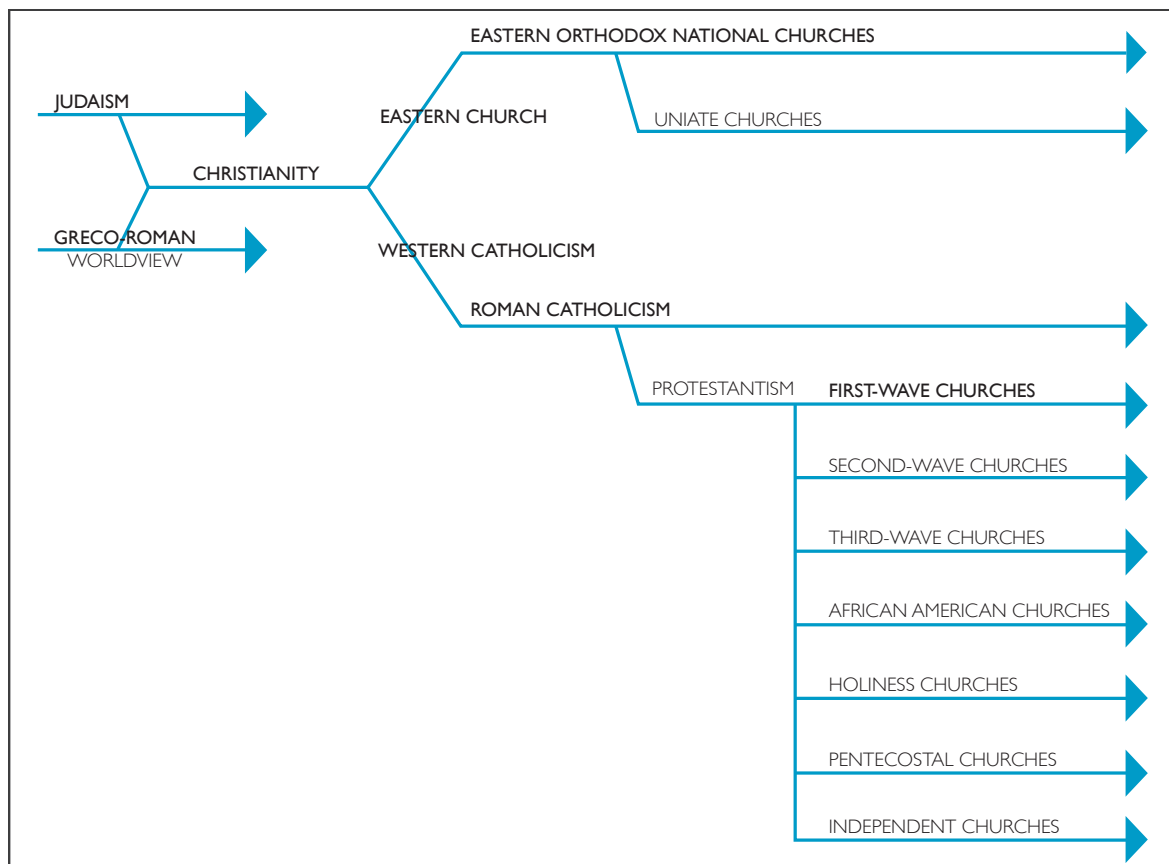 EASTERN ORTHODOX NATIONAL CHURCHES
JUDAISM
EASTERN CHURCH
UNIATE CHURCHES
CHRISTIANITY
GRECO-ROMAN
WORLDVIEW
WESTERN CATHOLICISM
ROMAN CATHOLICISM
PROTESTANTISM
FIRST-WAVE CHURCHES
SECOND-WAVE CHURCHES
THIRD-WAVE CHURCHES
AFRICAN AMERICAN CHURCHES
HOLINESS CHURCHES
PENTECOSTAL CHURCHES
INDEPENDENT CHURCHES